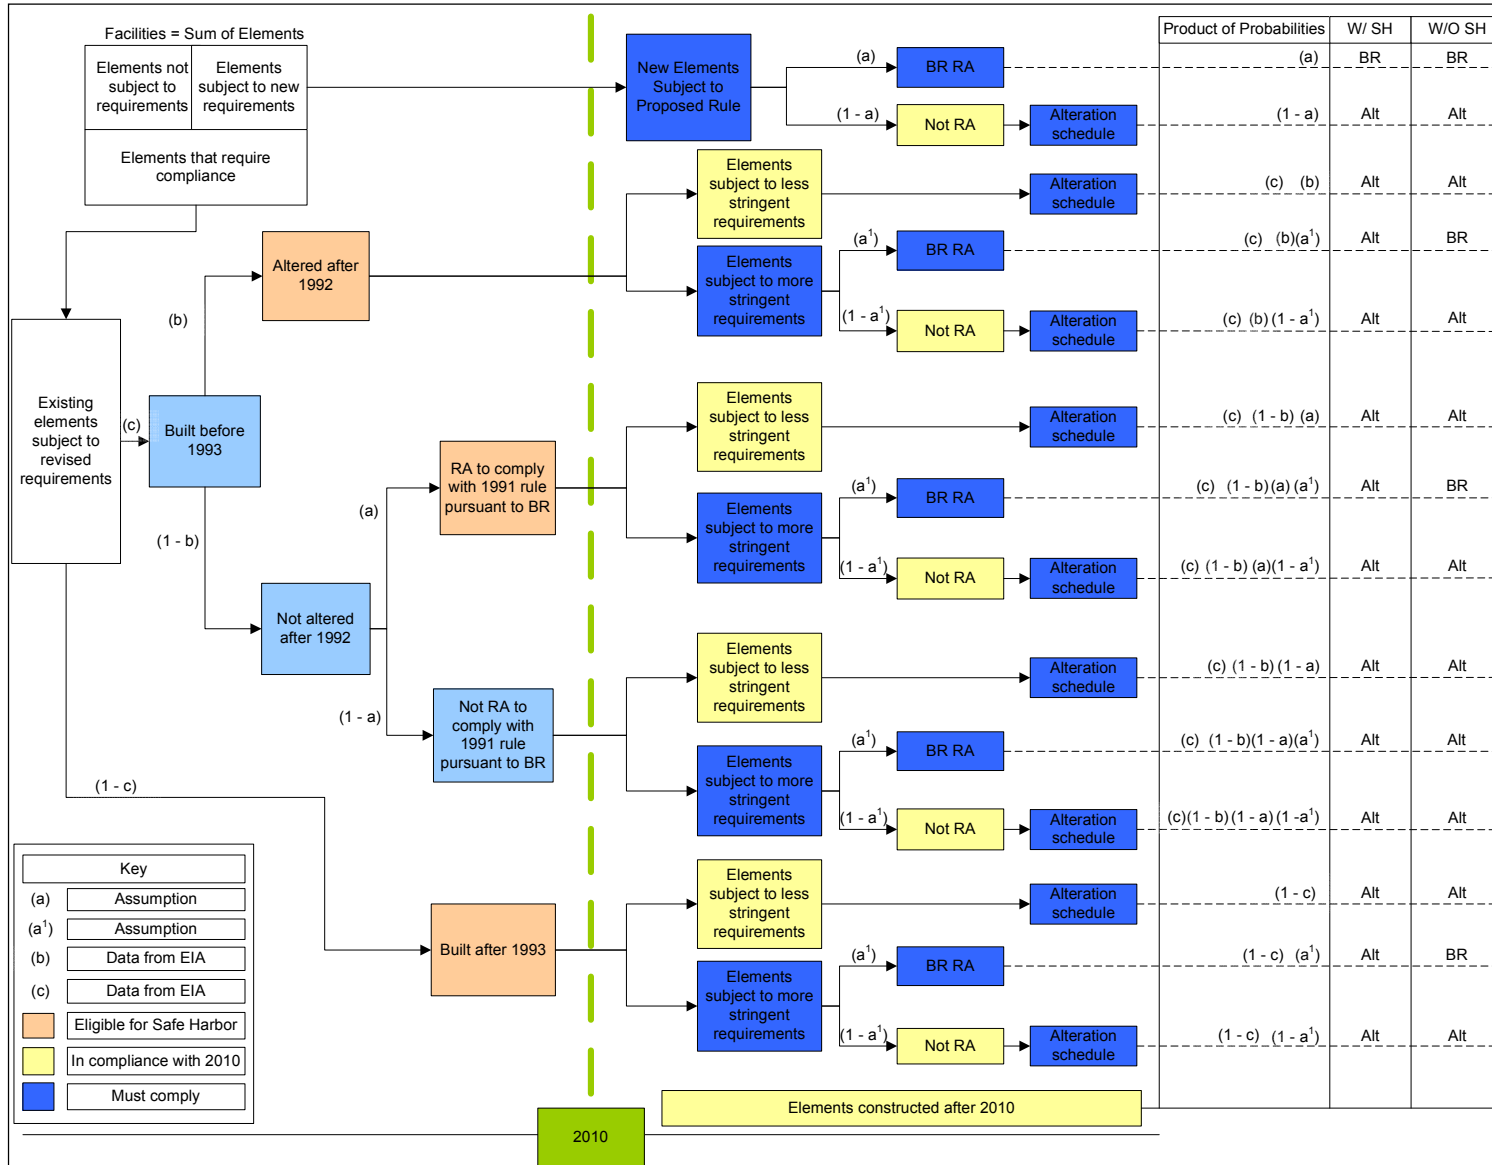 Facilities = Sum of Elements
Elements not
subject to
requirements
Elements
subject to new
requirements
Elements that require
compliance
Existing
elements
subject to
revised
requirements
(c)
Built before
1993
(b)
Altered after
1992
(1 - b)
Not altered
after 1992
(a)
RA to comply
with 1991 rule
pursuant to BR
(1 - a)
Not RA to
comply with
1991 rule
pursuant to BR
(1 - c)
Built after 1993
New Elements
Subject to
Proposed Rule
(a)
BR RA
(1 - a)
Not RA
Alteration
schedule
Elements
subject to less
stringent
requirements
Alteration
schedule
Elements
subject to more
stringent
requirements
(a¹)
BR RA
(1 - a¹)
Not RA
Alteration
schedule
Elements
subject to less
stringent
requirements
Alteration
schedule
Elements
subject to more
stringent
requirements
(a¹)
BR RA
(1 - a¹)
Not RA
Alteration
schedule
Elements
subject to less
stringent
requirements
Alteration
schedule
Elements
subject to more
stringent
requirements
(a¹)
BR RA
(1 - a¹)
Not RA
Alteration
schedule
Elements
subject to less
stringent
requirements
Alteration
schedule
Elements
subject to more
stringent
requirements
(a¹)
BR RA
(1 - a¹)
Not RA
Alteration
schedule
Product of Probabilities W/ SH W/O SH
(a) BR BR
(1 - a) Alt Alt
(c) (b) Alt Alt
(c) (b)(a¹) Alt BR
(c) (b)(1 - a¹) Alt Alt
(c) (1 - b) (a) Alt Alt
(c) (1 - b)(a)(a¹) Alt BR
(c) (1 - b) (a)(1 - a¹) Alt Alt
(c) (1 - b)(1 - a) Alt Alt
(c) (1 - b)(1 - a)(a¹) Alt Alt
(c)(1 - b)(1 - a)(1 -a¹) Alt Alt
(1 - c) Alt Alt
(1 - c) (a¹) Alt BR
(1 - c) (1 - a¹) Alt Alt
Key
(a) Assumption
(a¹) Assumption
(b) Data from EIA
(c) Data from EIA
Eligible for Safe Harbor
In compliance with 2010
Must comply
Elements constructed after 2010
2010